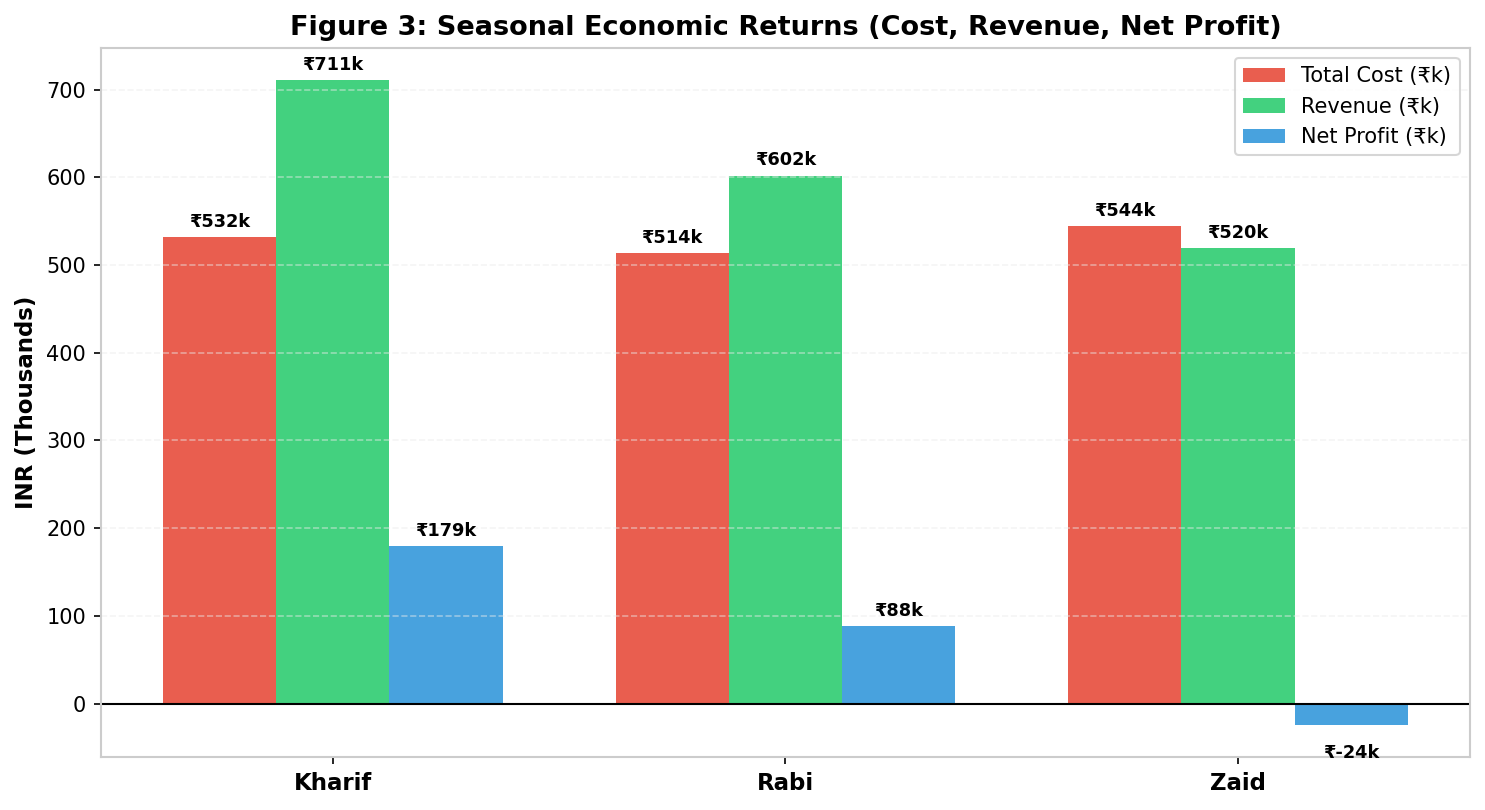 Figure 3: Seasonal Economic Returns (Cost, Revenue, Net Profit)
Total Cost (₹k)
Revenue (₹k)
Net Profit (₹k)
INR (Thousands)
700
600
500
400
300
200
100
0
₹532k
₹711k
₹179k
₹514k
₹602k
₹88k
₹544k
₹520k
₹-24k
Kharif
Rabi
Zaid